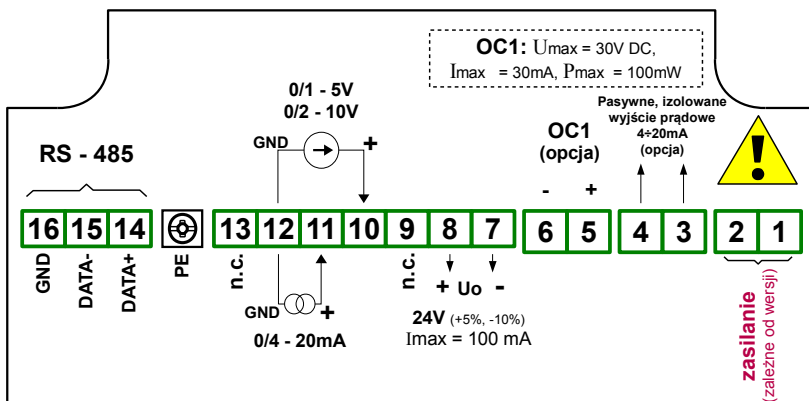 OC1: Umax = 30V DC,
Imax = 30mA, Pmax = 100mW
0/1 - 5V
0/2 - 10V
GND
+
RS - 485
OC1
(opcja)
- +
Pasywne, izolowane
wyjście prądowe
4÷20mA
(opcja)
16 15 14 13 12 11 10 9 8 7 6 5 4 3 2 1
GND
DATA-
DATA+
PE
n.c.
GND
+
0/4 - 20mA
n.c.
+ Uo -
24V (+5%, -10%)
Imax = 100 mA
zasilanie
(zależne od wersji)